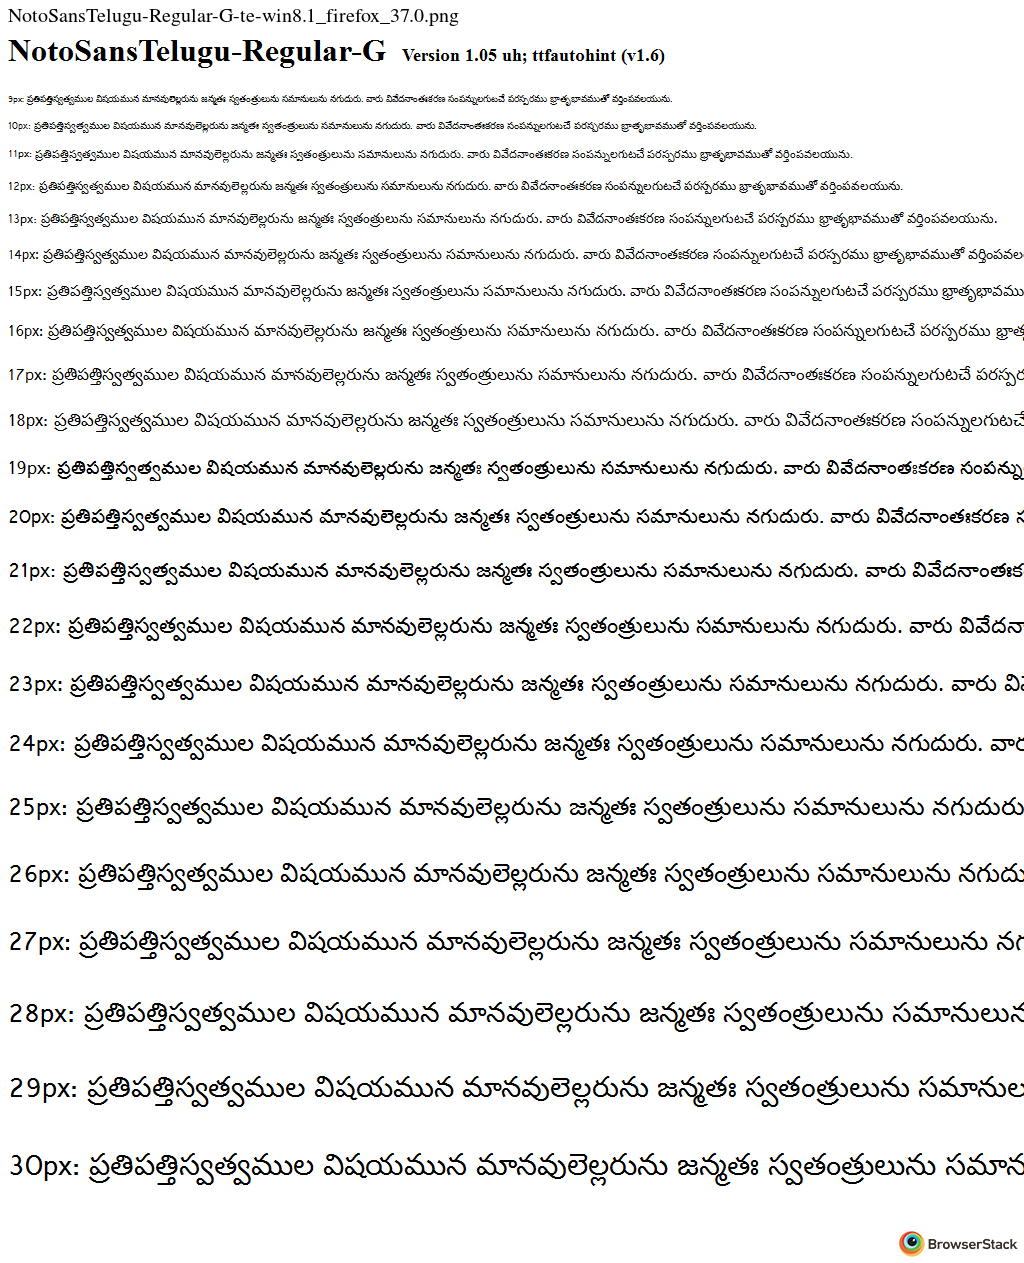 NotoSansTelugu-Regular-G-te-win8.1_firefox_37.0.png
NotoSansTelugu-Regular-G Version 1.05 uh; ttfautohint (v1.6)
9px: ప్రతిపత్తిస్వత్వముల విషయమున మానవులెల్లరును జన్మతః స్వతంత్రులును సమానులును నగుదురు. వారు వివేదనాంతఃకరణ సంపన్నులగుటచే పరస్పరము భ్రాతృభావముతో వర్తింపవలయును.
10px: ప్రతిపత్తిస్వత్వముల విషయమున మానవులెల్లరును జన్మతః స్వతంత్రులును సమానులును నగుదురు. వారు వివేదనాంతఃకరణ సంపన్నులగుటచే పరస్పరము భ్రాతృభావముతో వర్తింపవలయును.
11px: ప్రతిపత్తిస్వత్వముల విషయమున మానవులెల్లరును జన్మతః స్వతంత్రులును సమానులును నగుదురు. వారు వివేదనాంతఃకరణ సంపన్నులగుటచే పరస్పరము భ్రాతృభావముతో వర్తింపవలయును.
12px: ప్రతిపత్తిస్వత్వముల విషయమున మానవులెల్లరును జన్మతః స్వతంత్రులును సమానులును నగుదురు. వారు వివేదనాంతఃకరణ సంపన్నులగుటచే పరస్పరము భ్రాతృభావముతో వర్తింపవలయును.
13px: ప్రతిపత్తిస్వత్వముల విషయమున మానవులెల్లరును జన్మతః స్వతంత్రులును సమానులును నగుదురు. వారు వివేదనాంతఃకరణ సంపన్నులగుటచే పరస్పరము భ్రాతృభావముతో వర్తింపవలయును.
14px: ప్రతిపత్తిస్వత్వముల విషయమున మానవులెల్లరును జన్మతః స్వతంత్రులును సమానులును నగుదురు. వారు వివేదనాంతఃకరణ సంపన్నులగుటచే పరస్పరము భ్రాతృభావముతో వర్తింపవల
15px: ప్రతిపత్తిస్వత్వముల విషయమున మానవులెల్లరును జన్మతః స్వతంత్రులును సమానులును నగుదురు. వారు వివేదనాంతఃకరణ సంపన్నులగుటచే పరస్పరము భ్రాతృభావము
16px: ప్రతిపత్తిస్వత్వముల విషయమున మానవులెల్లరును జన్మతః స్వతంత్రులును సమానులును నగుదురు. వారు వివేదనాంతఃకరణ సంపన్నులగుటచే పరస్పరము భ్రాతృ
17px: ప్రతిపత్తిస్వత్వముల విషయమున మానవులెల్లరును జన్మతః స్వతంత్రులును సమానులును నగుదురు. వారు వివేదనాంతఃకరణ సంపన్నులగుటచే పరస్పర
18px: ప్రతిపత్తిస్వత్వముల విషయమున మానవులెల్లరును జన్మతః స్వతంత్రులును సమానులును నగుదురు. వారు వివేదనాంతఃకరణ సంపన్నులగుటచే
19px: ప్రతిపత్తిస్వత్వముల విషయమున మానవులెల్లరును జన్మతః స్వతంత్రులును సమానులును నగుదురు. వారు వివేదనాంతఃకరణ సంపన్ను
20px: ప్రతిపత్తిస్వత్వముల విషయమున మానవులెల్లరును జన్మతః స్వతంత్రులును సమానులును నగుదురు. వారు వివేదనాంతఃకరణ
21px: ప్రతిపత్తిస్వత్వముల విషయమున మానవులెల్లరును జన్మతః స్వతంత్రులును సమానులును నగుదురు. వారు వివేదనాంతఃక
22px: ప్రతిపత్తిస్వత్వముల విషయమున మానవులెల్లరును జన్మతః స్వతంత్రులును సమానులును నగుదురు. వారు వివేదనా
23px: ప్రతిపత్తిస్వత్వముల విషయమున మానవులెల్లరును జన్మతః స్వతంత్రులును సమానులును నగుదురు. వారు వివే
24px: ప్రతిపత్తిస్వత్వముల విషయమున మానవులెల్లరును జన్మతః స్వతంత్రులును సమానులును నగుదురు. వార
25px: ప్రతిపత్తిస్వత్వముల విషయమున మానవులెల్లరును జన్మతః స్వతంత్రులును సమానులును నగుదురు
26px: ప్రతిపత్తిస్వత్వముల విషయమున మానవులెల్లరును జన్మతః స్వతంత్రులును సమానులును నగుదు
27px: ప్రతిపత్తిస్వత్వముల విషయమున మానవులెల్లరును జన్మతః స్వతంత్రులును సమానులును నగ
28px: ప్రతిపత్తిస్వత్వముల విషయమున మానవులెల్లరును జన్మతః స్వతంత్రులును సమానులున
29px: ప్రతిపత్తిస్వత్వముల విషయమున మానవులెల్లరును జన్మతః స్వతంత్రులును సమానుల
30px: ప్రతిపత్తిస్వత్వముల విషయమున మానవులెల్లరును జన్మతః స్వతంత్రులును సమాన
BrowserStack